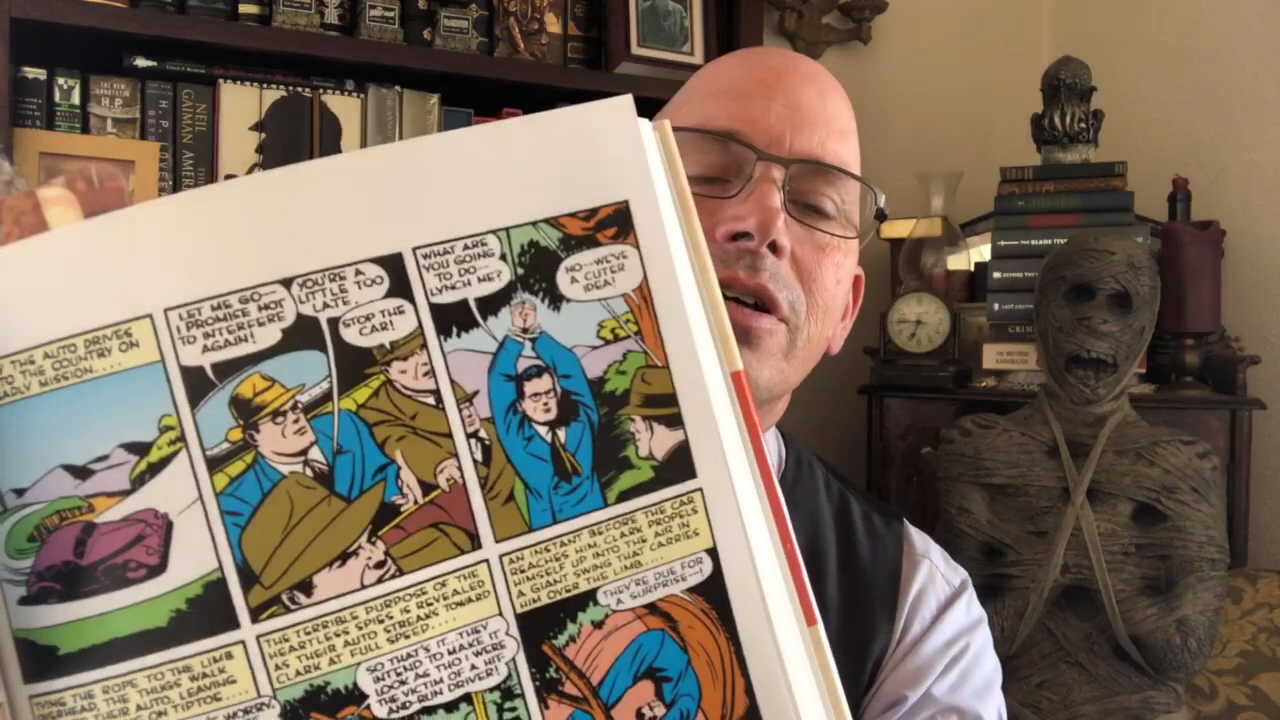 THE NEW
ANNOTATED
H.P.
NEIL
GAIMAN
THE BLADE ITSELF
CRIM
KARAMAZOV
THE AUTO DRIVES
TO THE COUNTRY ON
LET ME GO—
I PROMISE NOT
TO INTERFERE
AGAIN!
YOU'RE A
LITTLE TOO
LATE.
STOP THE
CAR!
WHAT ARE
YOU GOING
TO DO—
LYNCH ME?
NO—WE'VE
A CUTER
IDEA!
THE ROPE TO THE LIMB
THE THUGS WALK
THEIR AUTO, LEAVING
ON TIPTOE....
WORRY.
THE TERRIBLE PURPOSE OF THE
HEARTLESS SPIES IS REVEALED
AS THEIR AUTO STREAKS TOWARD
CLARK AT FULL SPEED....
SO THAT'S IT...THEY
INTEND TO MAKE IT
LOOK AS THO I WERE
THE VICTIM OF A HIT-
AND-RUN DRIVER!
AN INSTANT BEFORE THE CAR
REACHES HIM, CLARK PROPELS
HIMSELF UP INTO THE AIR IN
A GIANT SWING THAT CARRIES
HIM OVER THE LIMB....
THEY'RE DUE FOR
A SURPRISE—!